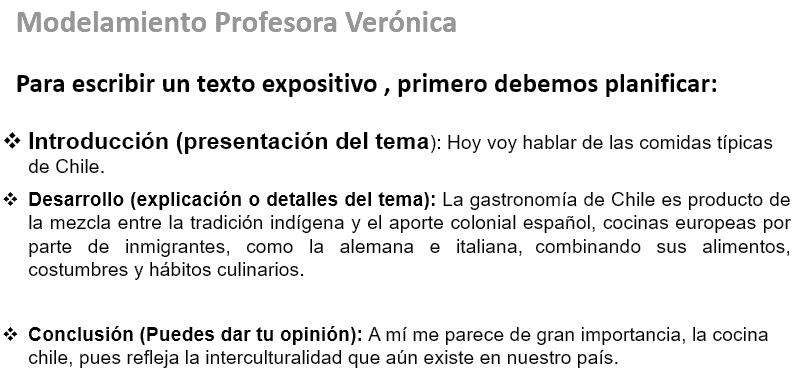 Modelamiento Profesora Verónica
Para escribir un texto expositivo , primero debemos planificar:
❖ Introducción (presentación del tema): Hoy voy hablar de las comidas típicas
de Chile.
❖ Desarrollo (explicación o detalles del tema): La gastronomía de Chile es producto de
la mezcla entre la tradición indígena y el aporte colonial español, cocinas europeas por
parte de inmigrantes, como la alemana e italiana, combinando sus alimentos,
costumbres y hábitos culinarios.
❖ Conclusión (Puedes dar tu opinión): A mí me parece de gran importancia, la cocina
chile, pues refleja la interculturalidad que aún existe en nuestro país.